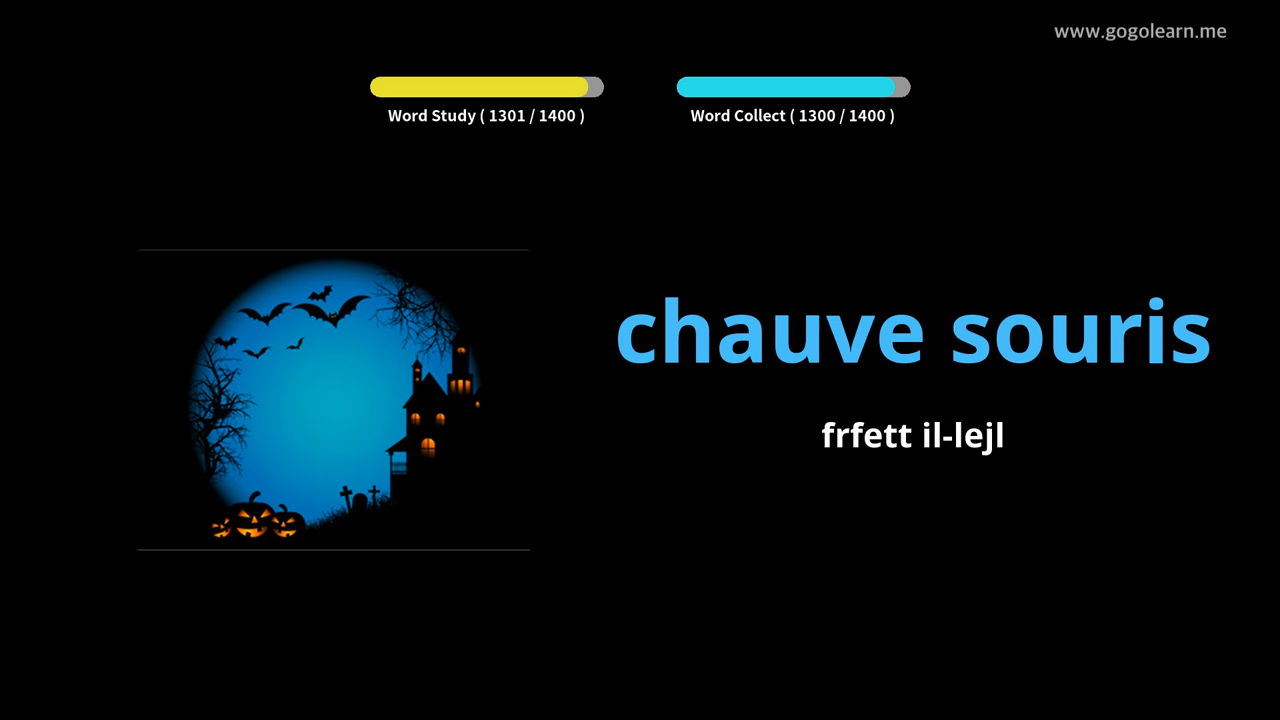 www.gogolearn.me
Word Study ( 1301 / 1400 )
Word Collect ( 1300 / 1400 )
chauve souris
frfett il-lejl